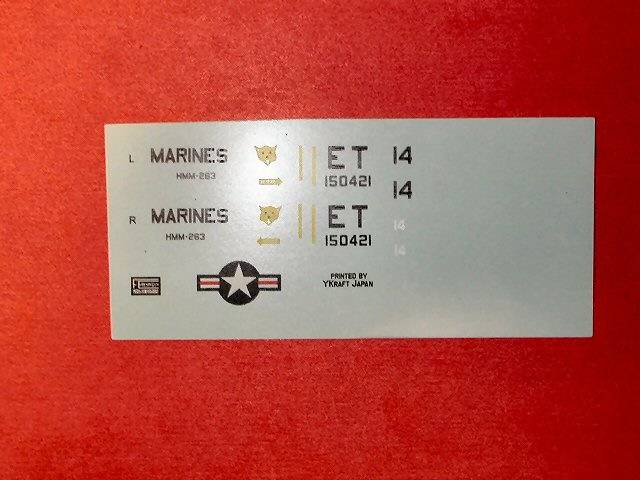 L MARINES ET 14
HMM-263 150421
14
R MARINES ET 14
HMM-263 150421
14
PRINTED BY
YKRAFT JAPAN